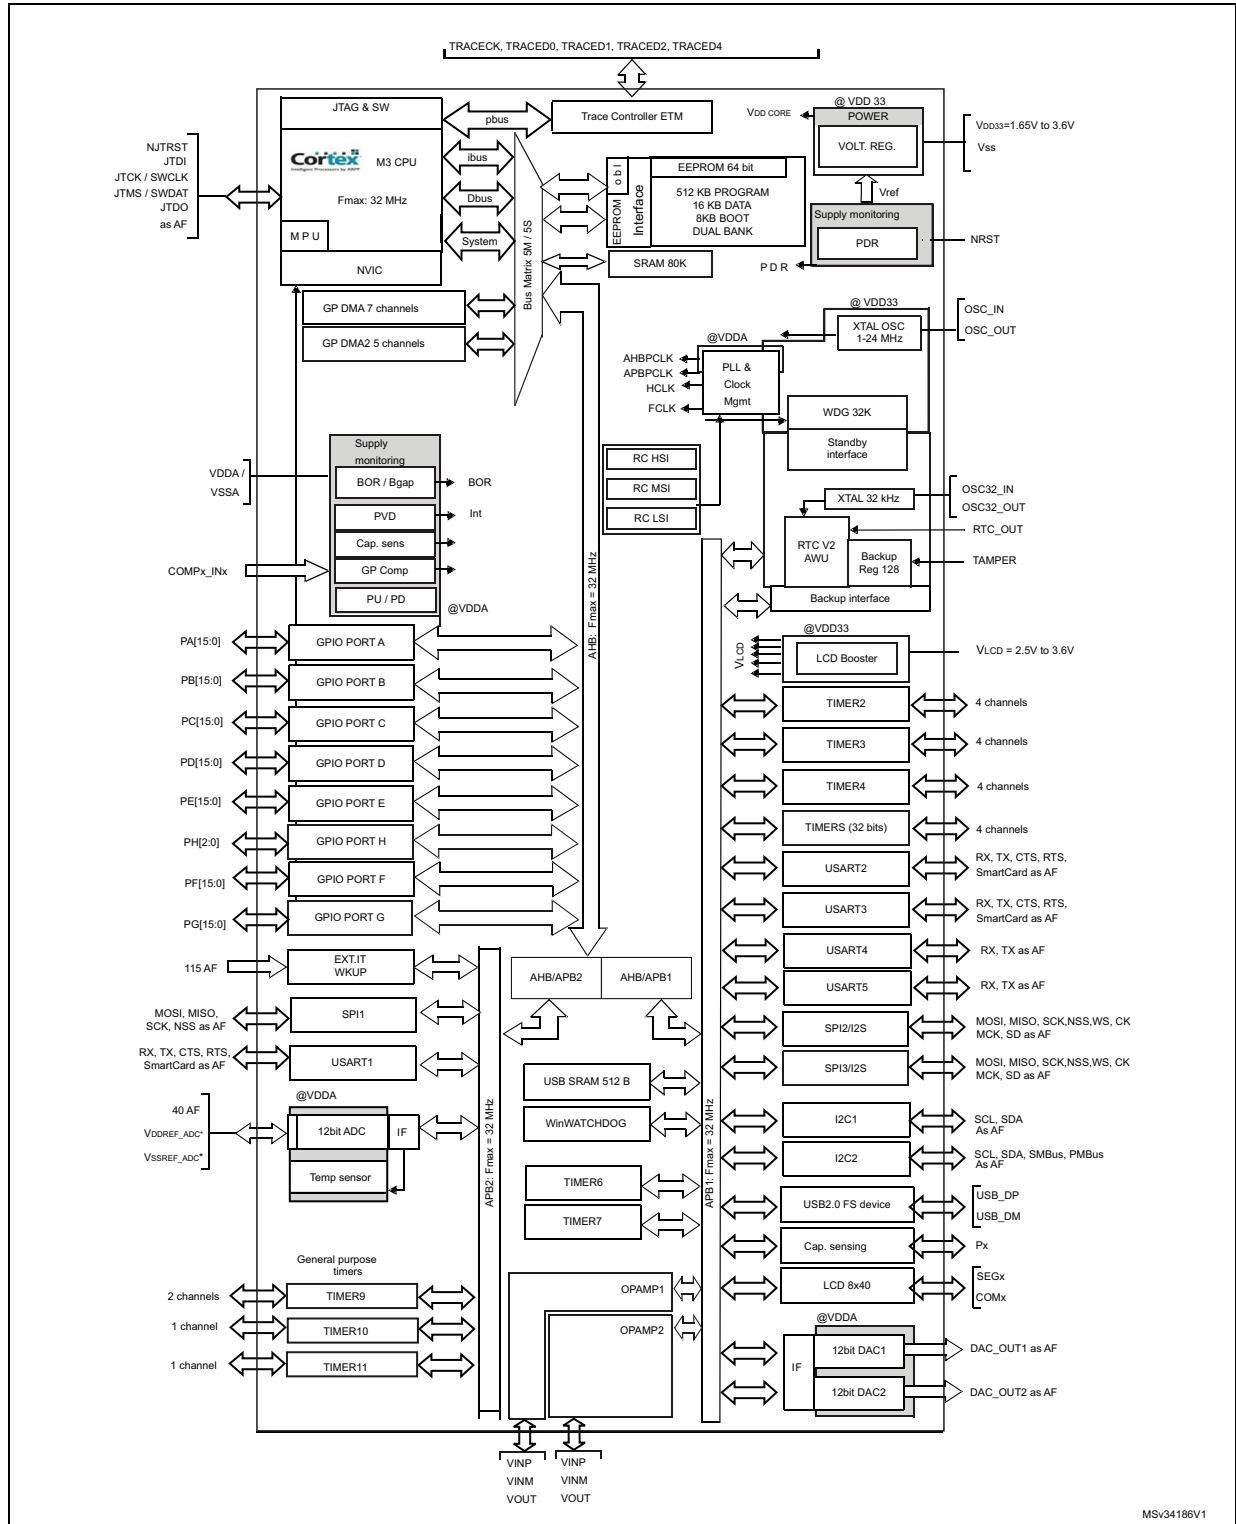 TRACECK, TRACED0, TRACED1, TRACED2, TRACED4
JTAG & SW
pbus
Trace Controller ETM
VDD CORE
@ VDD 33
POWER
VOLT. REG.
VDD33=1.65V to 3.6V
Vss
NJTRST
JTDI
JTCK / SWCLK
JTMS / SWDAT
JTDO
as AF
Cortex
Intelligent Processors by ARM®
M3 CPU
Fmax: 32 MHz
M P U
NVIC
ibus
Dbus
System
Bus Matrix 5M / 5S
EEPROM
Interface
o b l
EEPROM 64 bit
512 KB PROGRAM
16 KB DATA
8KB BOOT
DUAL BANK
SRAM 80K
Vref
Supply monitoring
PDR
NRST
P D R
GP DMA 7 channels
GP DMA2 5 channels
@ VDD33
XTAL OSC
1-24 MHz
OSC_IN
OSC_OUT
@VDDA
AHBPCLK
APBPCLK
HCLK
FCLK
PLL &
Clock
Mgmt
WDG 32K
Standby
interface
Supply
monitoring
VDDA /
VSSA
BOR / Bgap
BOR
PVD
Int
Cap. sens
COMPx_INx
GP Comp
PU / PD
@VDDA
RC HSI
RC MSI
RC LSI
XTAL 32 kHz
OSC32_IN
OSC32_OUT
RTC V2
AWU
RTC_OUT
Backup
Reg 128
TAMPER
Backup interface
AHB: Fmax = 32 MHz
PA[15:0]
GPIO PORT A
PB[15:0]
GPIO PORT B
PC[15:0]
GPIO PORT C
PD[15:0]
GPIO PORT D
PE[15:0]
GPIO PORT E
PH[2:0]
GPIO PORT H
PF[15:0]
GPIO PORT F
PG[15:0]
GPIO PORT G
@VDD33
VLCD
LCD Booster
VLCD = 2.5V to 3.6V
TIMER2
4 channels
TIMER3
4 channels
TIMER4
4 channels
TIMERS (32 bits)
4 channels
USART2
RX, TX, CTS, RTS,
SmartCard as AF
USART3
RX, TX, CTS, RTS,
SmartCard as AF
USART4
RX, TX as AF
USART5
RX, TX as AF
115 AF
EXT.IT
WKUP
AHB/APB2
AHB/APB1
MOSI, MISO,
SCK, NSS as AF
SPI1
SPI2/I2S
MOSI, MISO, SCK,NSS,WS, CK
MCK, SD as AF
RX, TX, CTS, RTS,
SmartCard as AF
USART1
SPI3/I2S
MOSI, MISO, SCK,NSS,WS, CK
MCK, SD as AF
USB SRAM 512 B
WinWATCHDOG
@VDDA
40 AF
VDDREF_ADC*
VSSREF_ADC*
12bit ADC
IF
Temp sensor
APB2: Fmax = 32 MHz
APB1: Fmax = 32 MHz
I2C1
SCL, SDA
As AF
I2C2
SCL, SDA, SMBus, PMBus
As AF
TIMER6
TIMER7
USB2.0 FS device
USB_DP
USB_DM
Cap. sensing
Px
General purpose
timers
2 channels
TIMER9
1 channel
TIMER10
1 channel
TIMER11
OPAMP1
OPAMP2
LCD 8x40
SEGx
COMx
@VDDA
IF
12bit DAC1
DAC_OUT1 as AF
12bit DAC2
DAC_OUT2 as AF
VINP
VINM
VOUT
VINP
VINM
VOUT
MSv34186V1